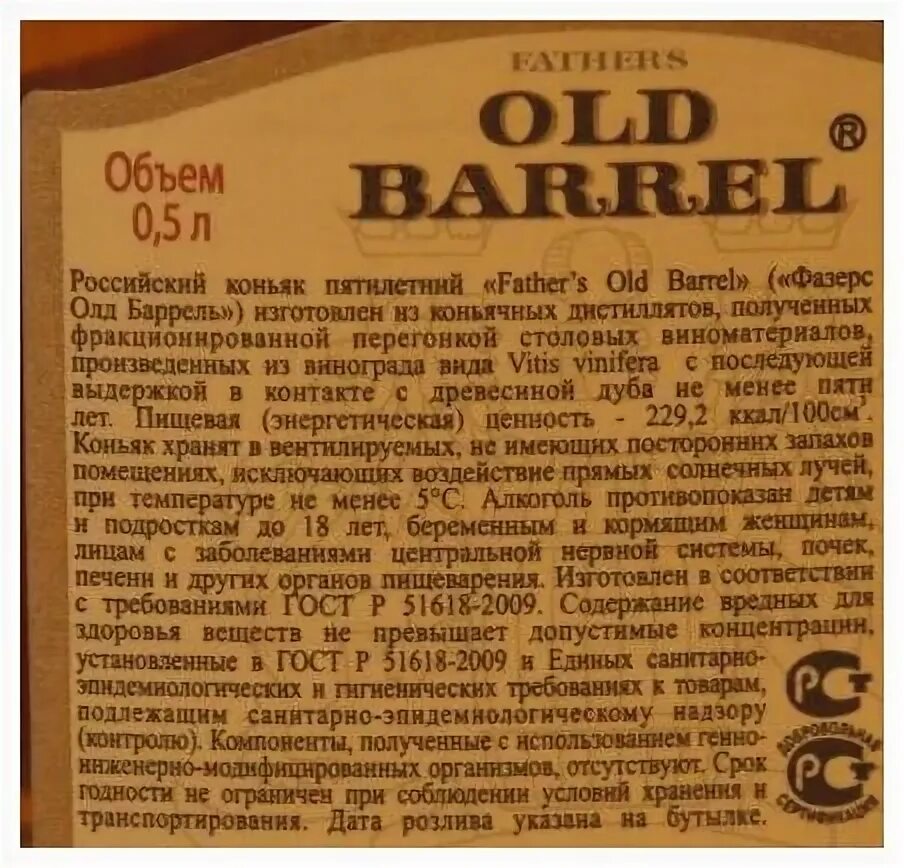 FATHER'S
OLD
BARREL®
Объем
0,5 л
Российский коньяк пятилетний «Father's Old Barrel» («Фазерс
Олд Баррель») изготовлен из коньячных дистиллятов, полученных
фракционированной перегонкой столовых виноматериалов,
произведенных из винограда вида Vitis vinifera с последующей
выдержкой в контакте с древесиной дуба не менее пяти
лет. Пищевая (энергетическая) ценность - 229,2 ккал/100см³.
Коньяк хранят в вентилируемых, не имеющих посторонних запахов
помещениях, исключающих воздействие прямых солнечных лучей,
при температуре не менее 5°С. Алкоголь противопоказан детям
и подросткам до 18 лет, беременным и кормящим женщинам,
лицам с заболеваниями центральной нервной системы, почек,
печени и других органов пищеварения. Изготовлен в соответствии
с требованиями ГОСТ Р 51618-2009. Содержание вредных для
здоровья веществ не превышает допустимые концентрации,
установленные в ГОСТ Р 51618-2009 и Единых санитарно-
эпидемиологических и гигиенических требованиях к товарам,
подлежащим санитарно-эпидемиологическому надзору
(контролю). Компоненты, полученные с использованием генно-
инженерно-модифицированных организмов, отсутствуют. Срок
годности не ограничен при соблюдении условий хранения и
транспортирования. Дата розлива указана на бутылке.
РСТ
ДОБРОВОЛЬНАЯ
РСТ
СЕРТИФИКАЦИЯ